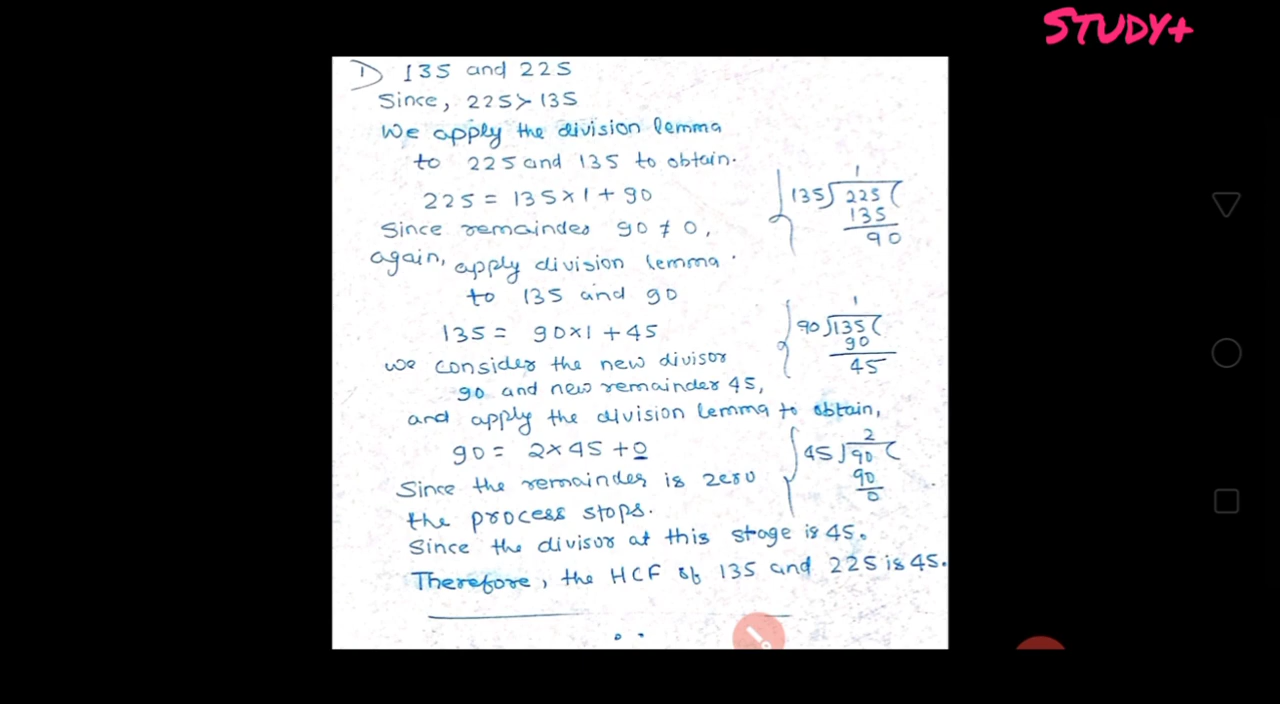 STUDY+
1) 135 and 225
Since, 225 > 135
We apply the division lemma
to 225 and 135 to obtain.
225 = 135 x 1 + 90
1
135) 225 (
135
90
Since remainder 90 ≠ 0,
again, apply division lemma.
to 135 and 90
135 = 90 x 1 + 45
1
90) 135 (
90
45
we consider the new divisor
90 and new remainder 45,
and apply the division lemma to obtain,
90 = 2 x 45 + 0
2
45) 90 (
90
0
Since the remainder is zero
the process stops.
Since the divisor at this stage is 45.
Therefore, the HCF of 135 and 225 is 45.